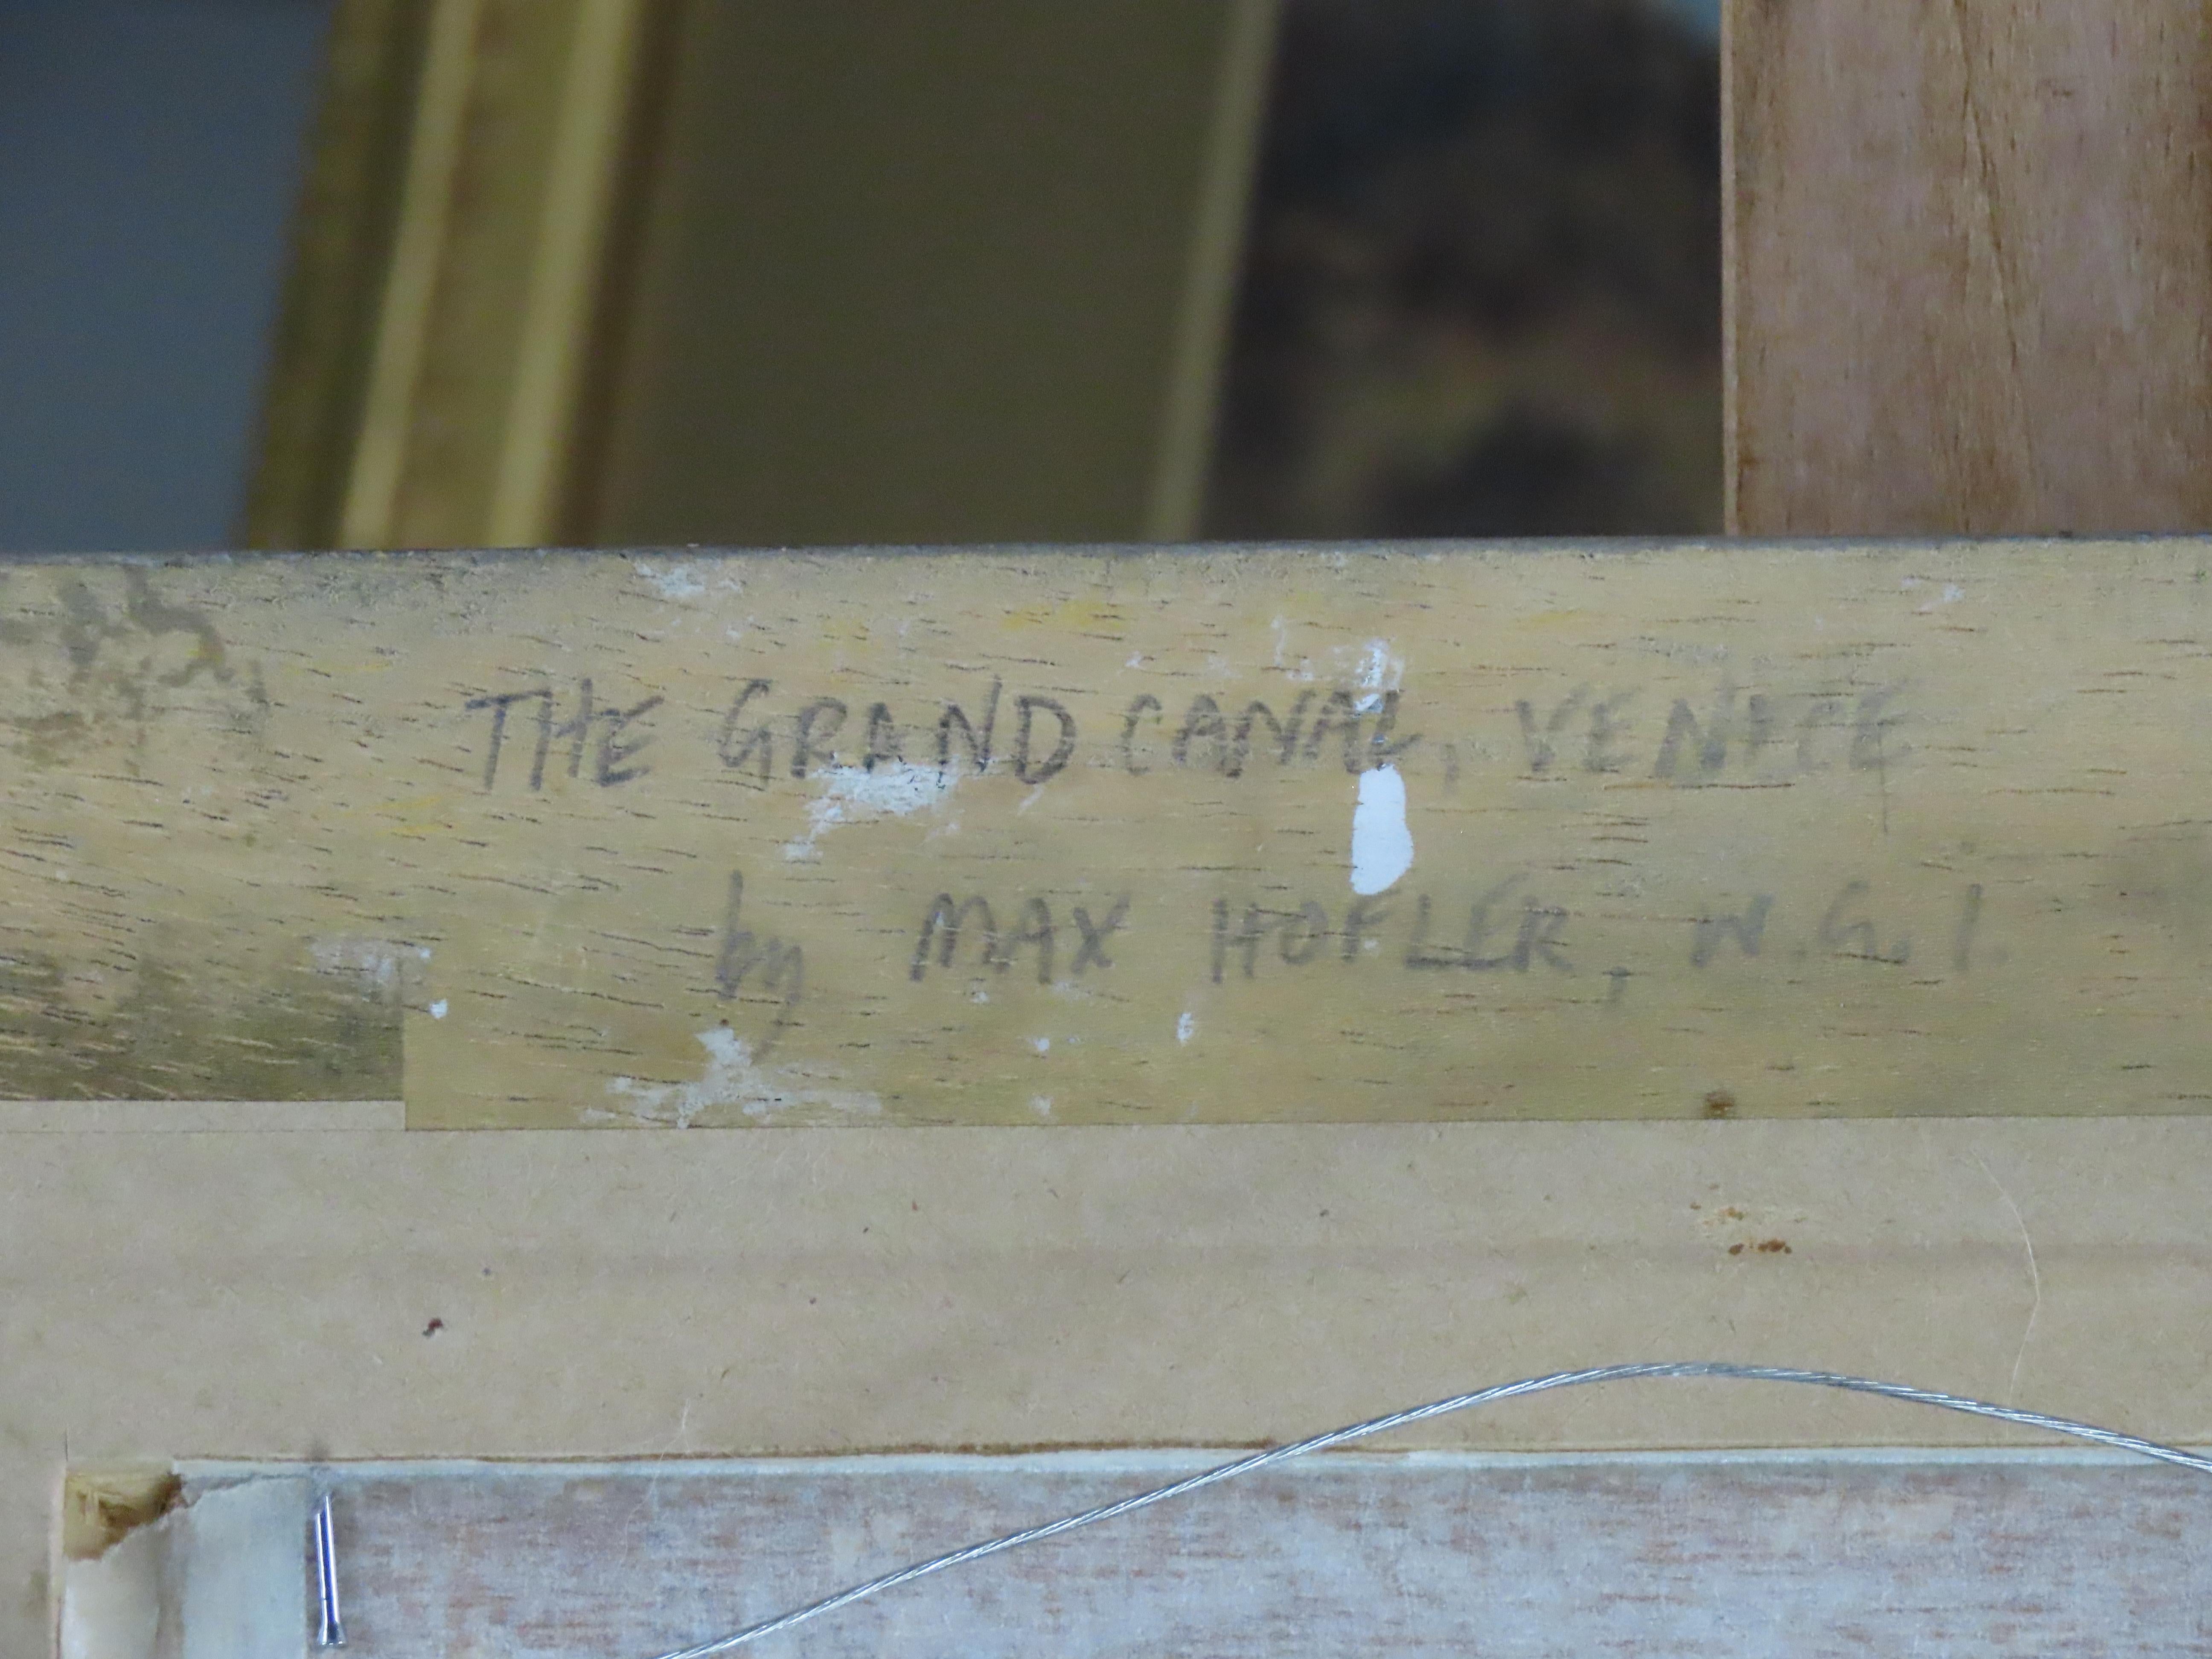 THE GRAND CANAL, VENICE
by MAX HOFLER, N.G.I.